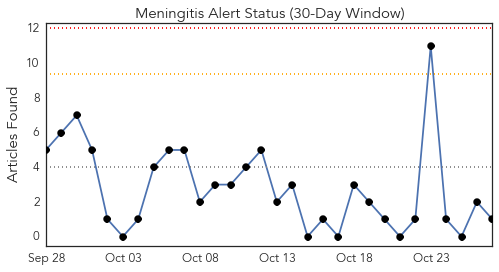 Meningitis Alert Status (30-Day Window)
Articles Found
12
10
8
6
4
2
0
Sep 28 Oct 03 Oct 08 Oct 13 Oct 18 Oct 23